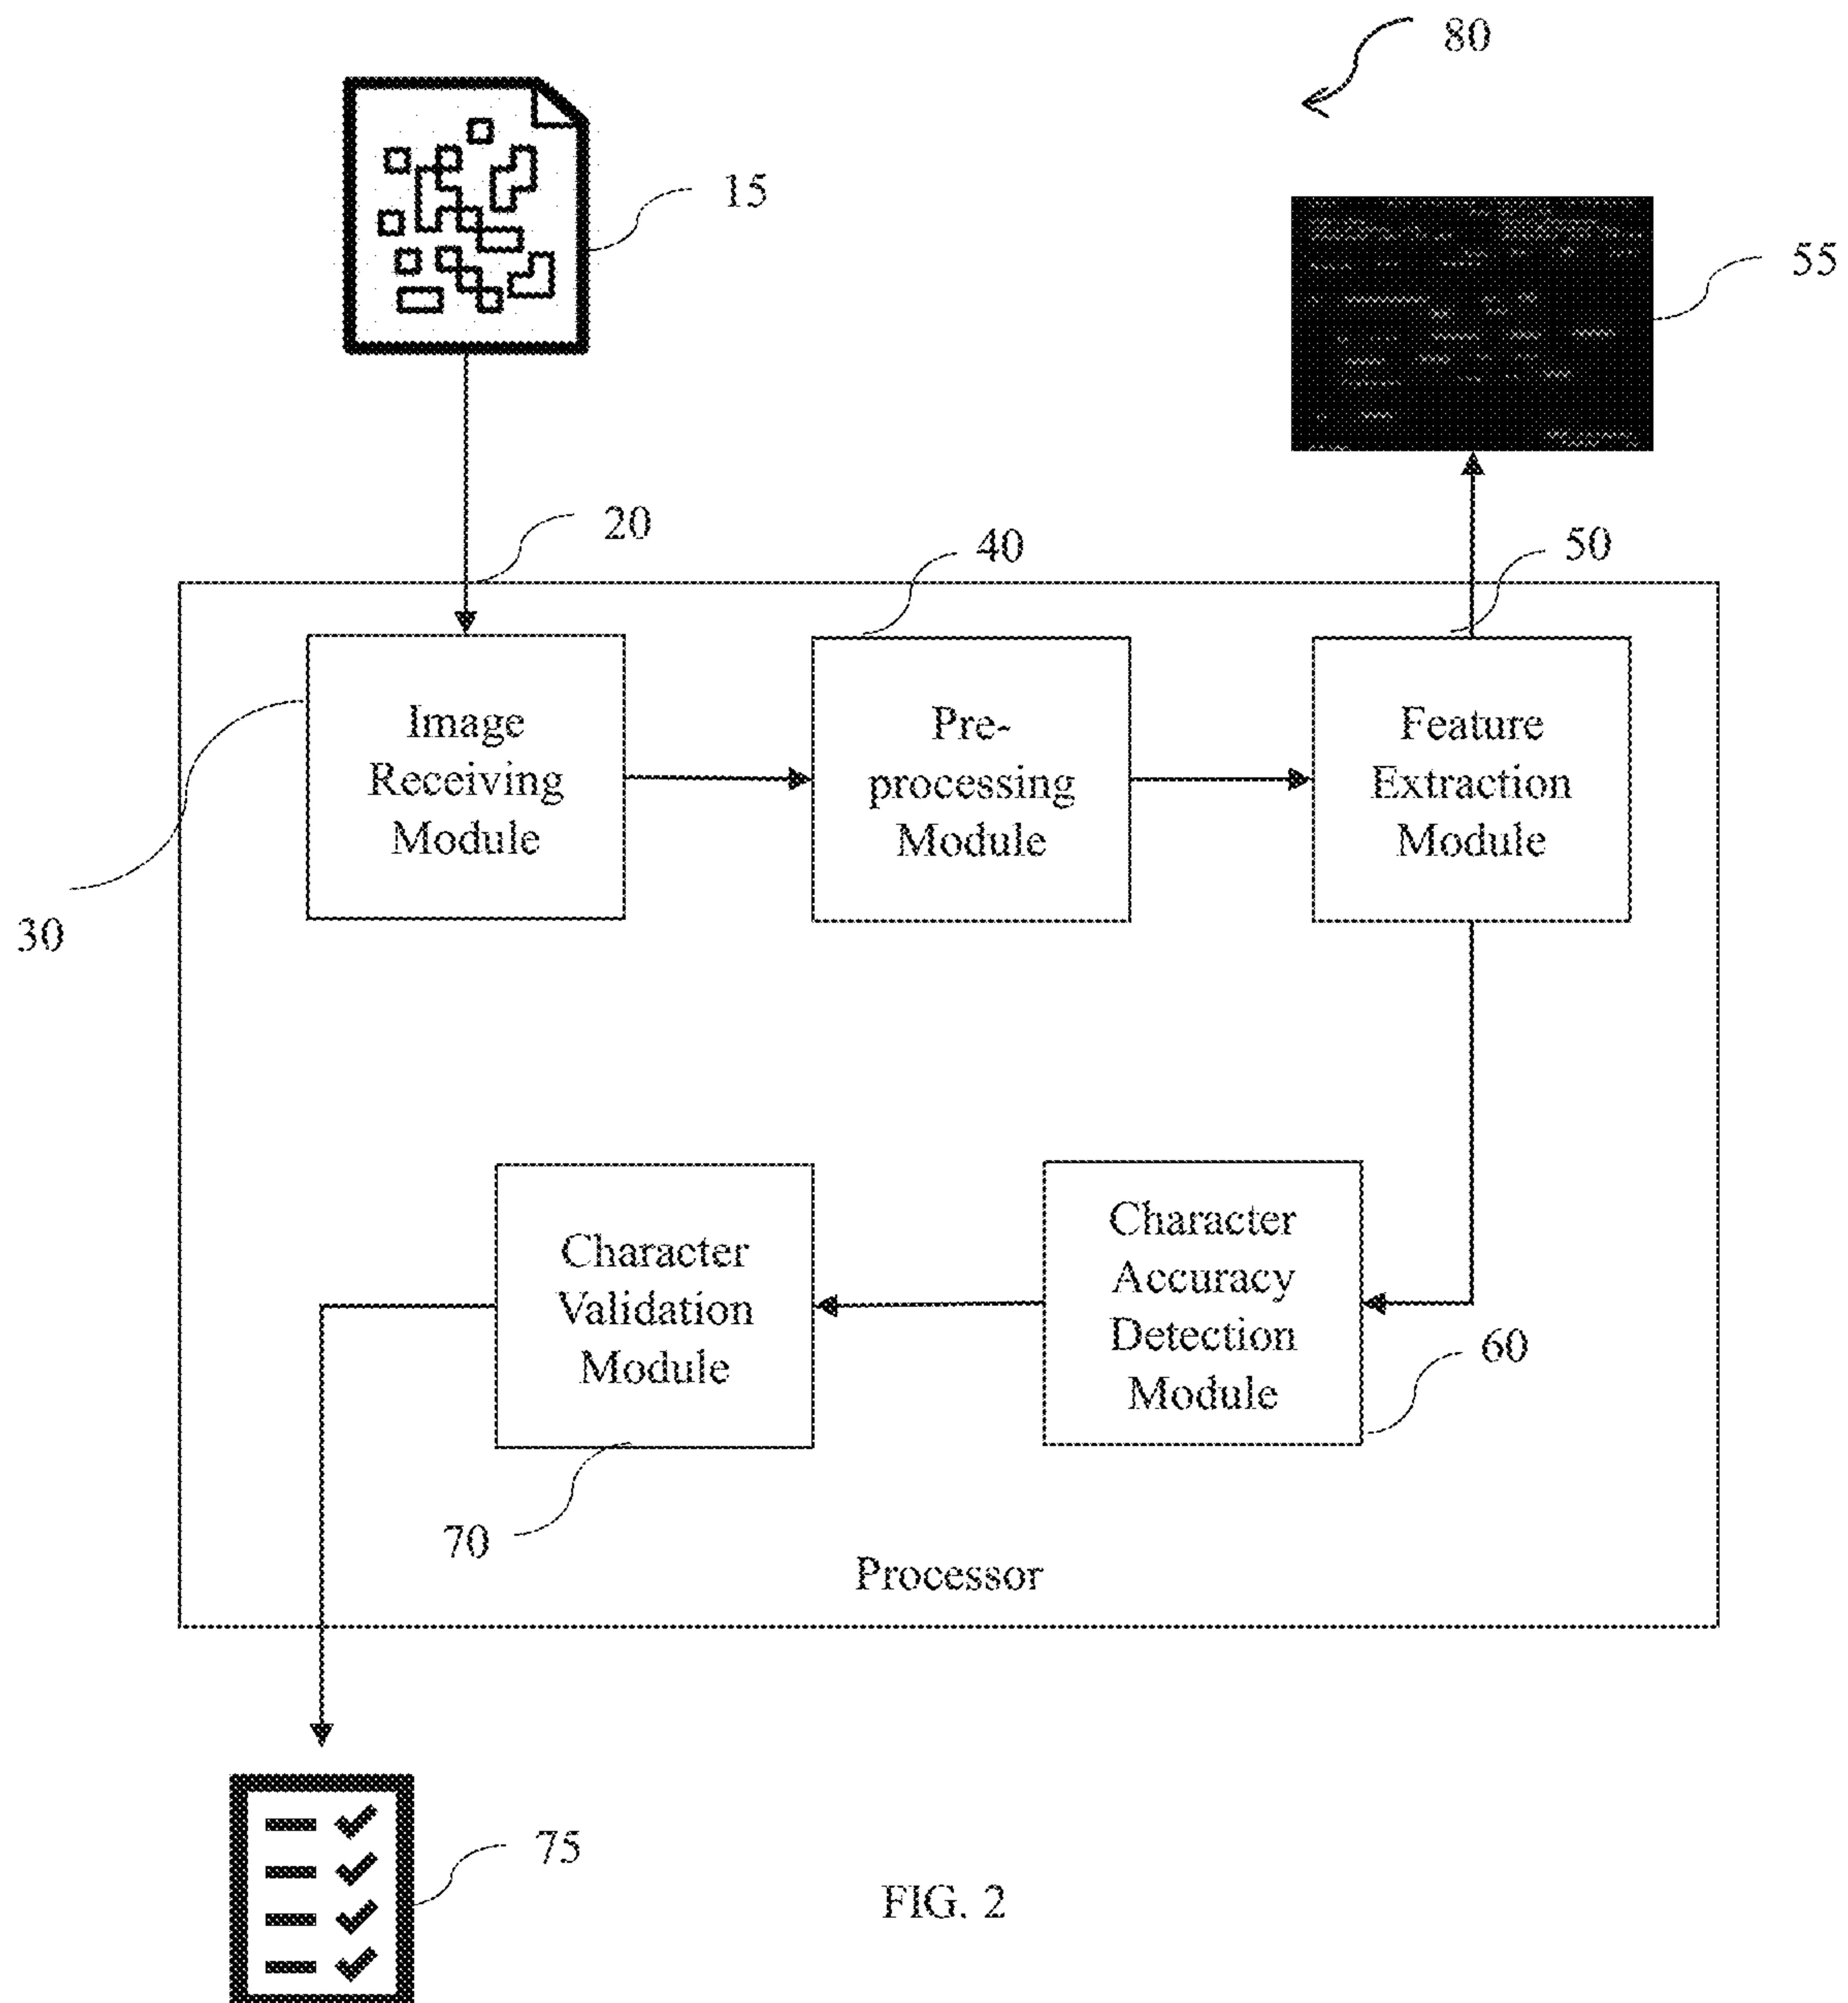 80
15
55
20
40
50
Image
Receiving
Module
Pre-
processing
Module
Feature
Extraction
Module
30
Character
Validation
Module
Character
Accuracy
Detection
Module
60
70
Processor
75
FIG. 2